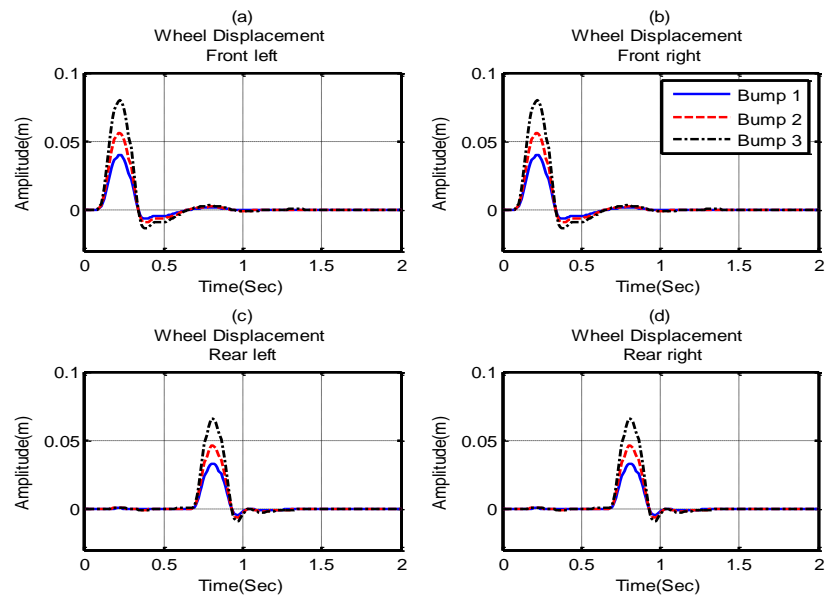 (a)
Wheel Displacement
Front left
0.1
0.05
0
Amplitude(m)
0
0.5
1
1.5
2
Time(Sec)
(b)
Wheel Displacement
Front right
0.1
0.05
0
Amplitude(m)
Bump 1
Bump 2
Bump 3
0
0.5
1
1.5
2
Time(Sec)
(c)
Wheel Displacement
Rear left
0.1
0.05
0
Amplitude(m)
0
0.5
1
1.5
2
Time(Sec)
(d)
Wheel Displacement
Rear right
0.1
0.05
0
Amplitude(m)
0
0.5
1
1.5
2
Time(Sec)